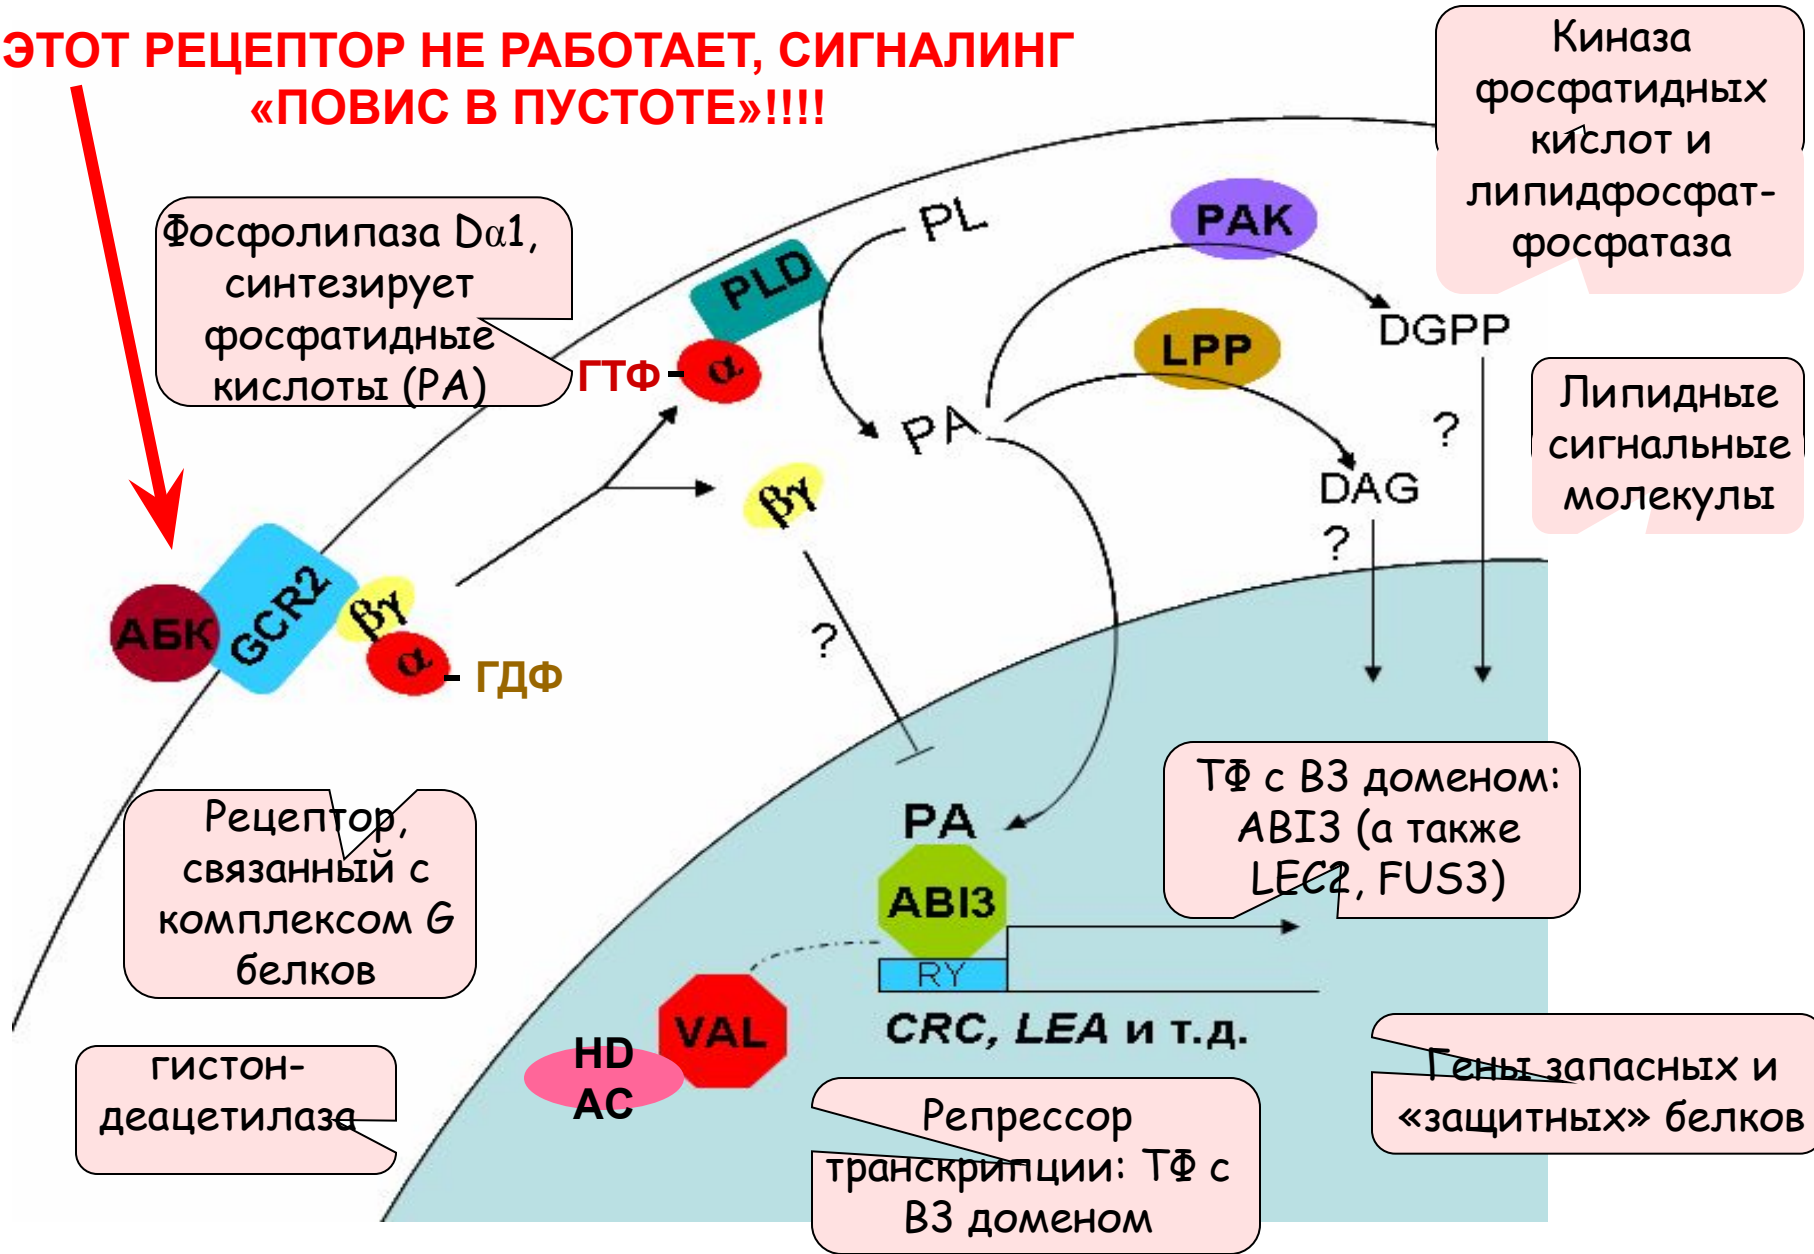 ЭТОТ РЕЦЕПТОР НЕ РАБОТАЕТ, СИГНАЛИНГ
«ПОВИС В ПУСТОТЕ»!!!!
Киназа
фосфатидных
кислот и
липидфосфат-
фосфатаза
Фосфолипаза Dα1,
синтезирует
фосфатидные
кислоты (PA)
PL
PAK
PLD
ГТФ
α
LPP
DGPP
PA
?
Липидные
сигнальные
молекулы
βγ
DAG
?
АБК
GCR2
βγ
α
ГДФ
?
Рецептор,
связанный с
комплексом G
белков
ТФ с B3 доменом:
ABI3 (а также
LEC2, FUS3)
PA
ABI3
RY
VAL
CRC, LEA и т.д.
HD
AC
гистон-
деацетилаза
Гены запасных и
«защитных» белков
Репрессор
транскрипции: ТФ с
B3 доменом